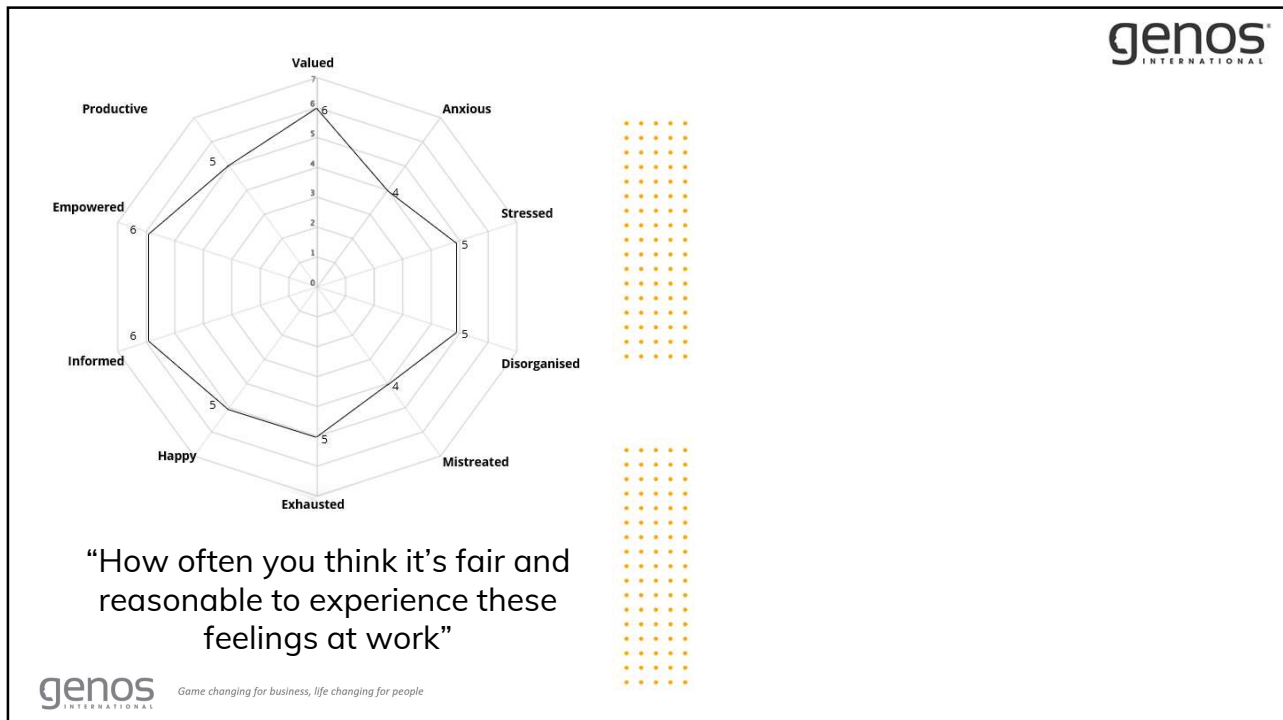 genos
INTERNATIONAL
Valued
Productive
Anxious
7
6
6
5
5
4
4
Empowered
Stressed
3
6
2
5
1
0
6
5
Informed
Disorganised
4
5
5
Happy
Mistreated
Exhausted
“How often you think it’s fair and
reasonable to experience these
feelings at work”
genos
INTERNATIONAL
Game changing for business, life changing for people